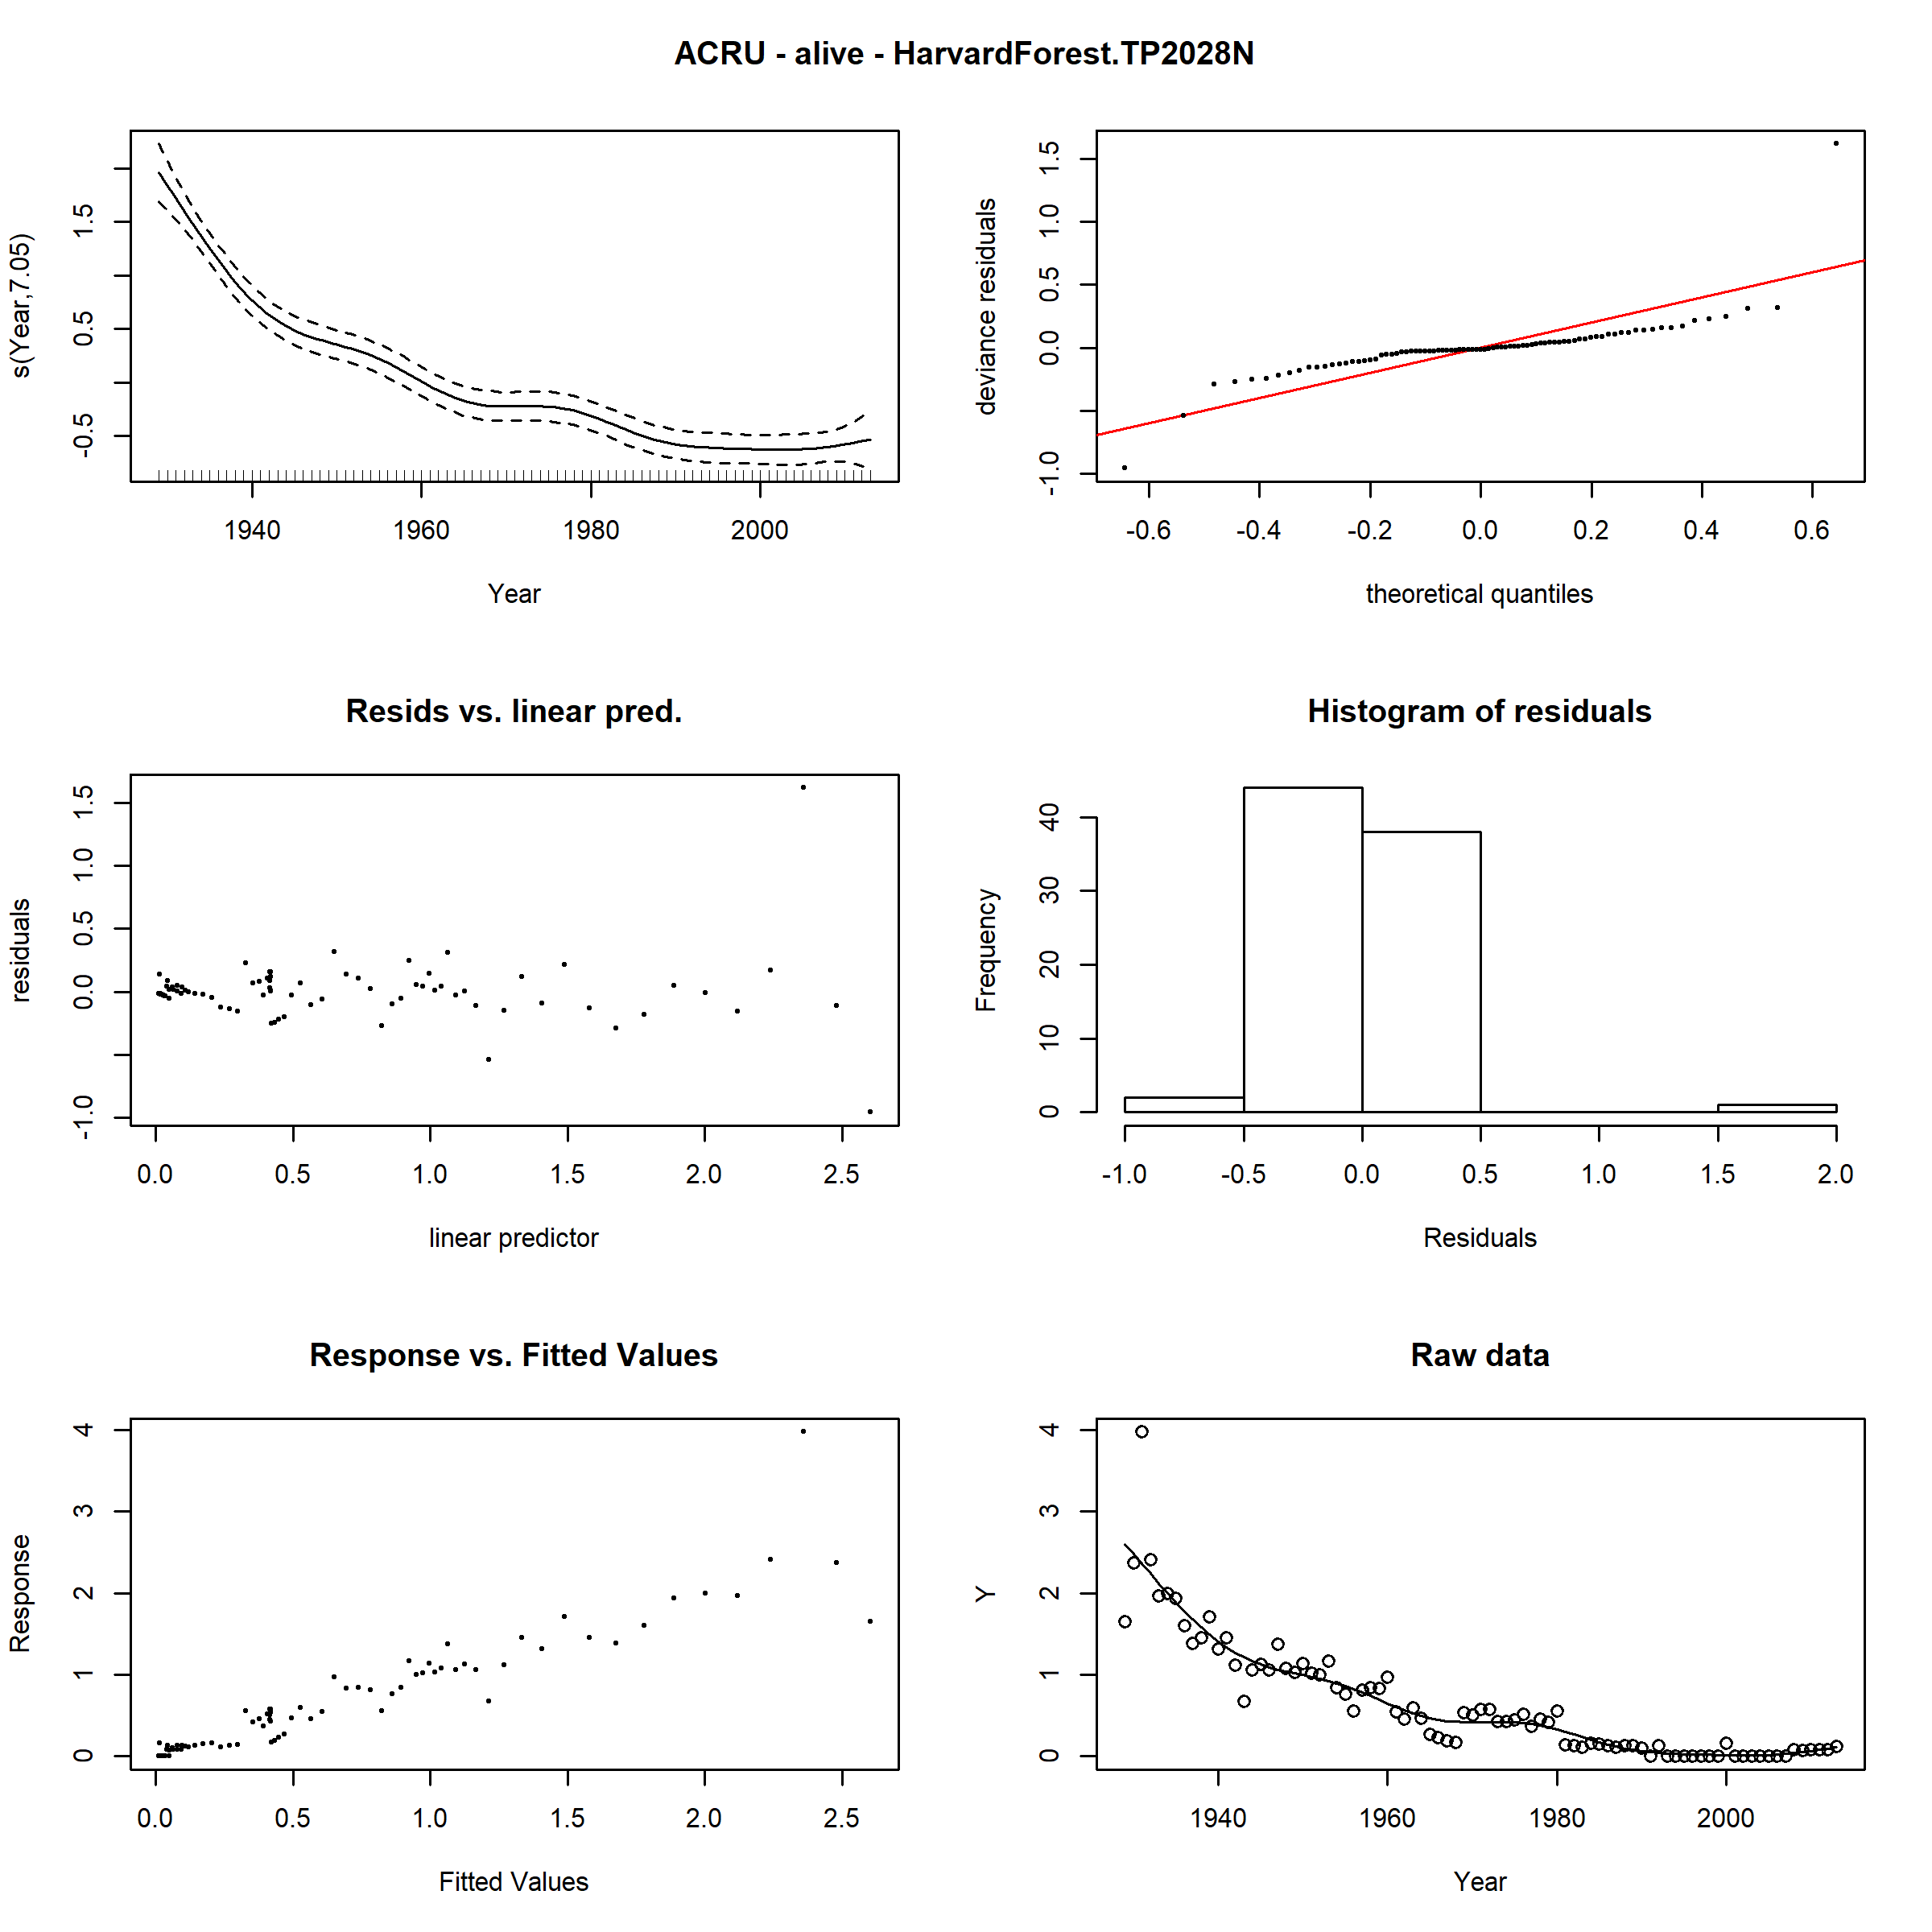 ACRU - alive - HarvardForest.TP2028N
s(Year,7.05)
-0.5 0.5 1.5
1940 1960 1980 2000
Year
deviance residuals
-1.0 0.0 0.5 1.0 1.5
-0.6 -0.4 -0.2 0.0 0.2 0.4 0.6
theoretical quantiles
Resids vs. linear pred.
residuals
-1.0 0.0 0.5 1.0 1.5
0.0 0.5 1.0 1.5 2.0 2.5
linear predictor
Histogram of residuals
Frequency
0 10 20 30 40
-1.0 -0.5 0.0 0.5 1.0 1.5 2.0
Residuals
Response vs. Fitted Values
Response
0 1 2 3 4
0.0 0.5 1.0 1.5 2.0 2.5
Fitted Values
Raw data
Y
0 1 2 3 4
1940 1960 1980 2000
Year